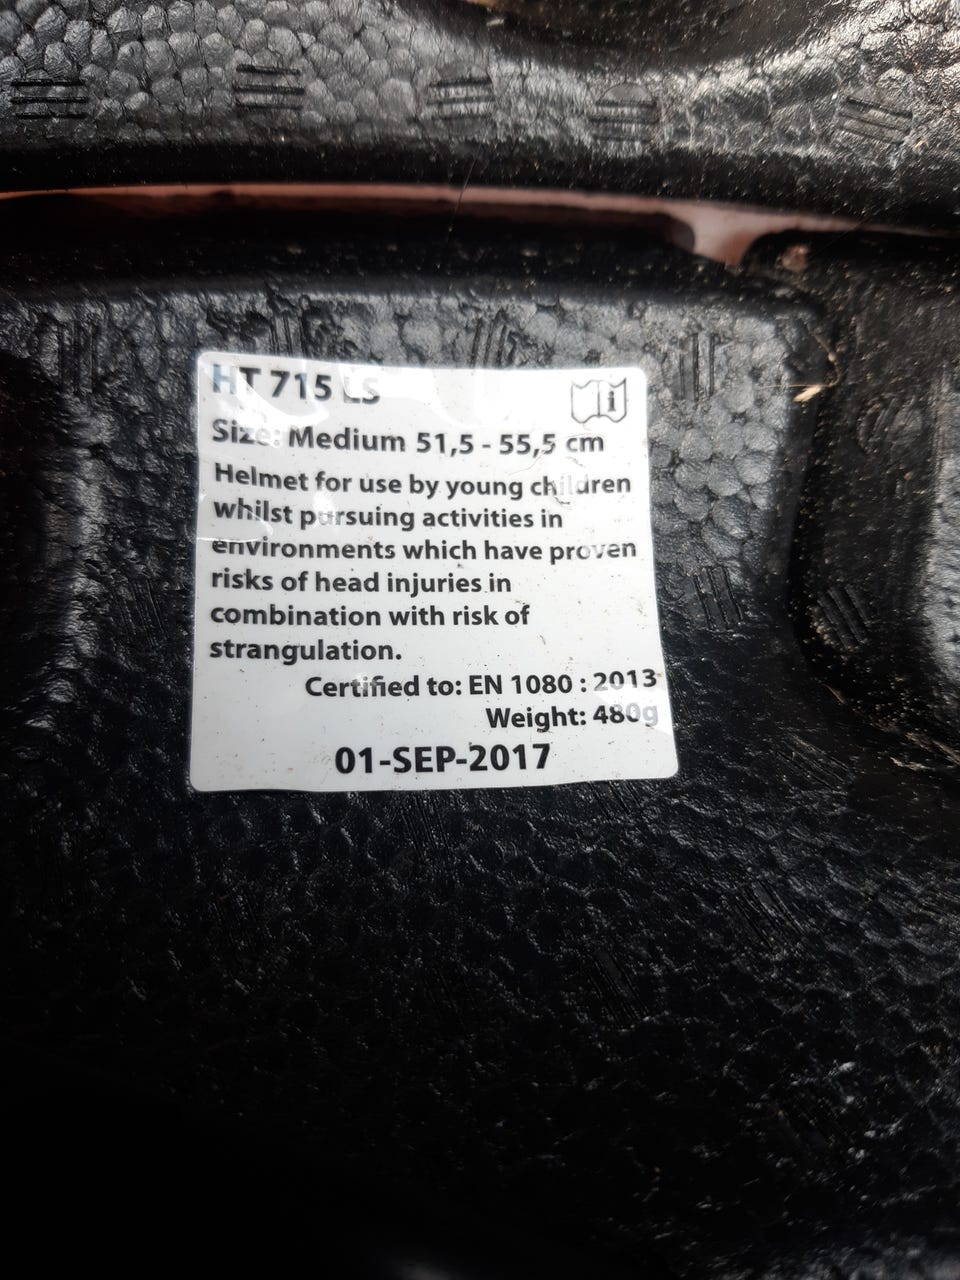 HT 715 LS
Size: Medium 51,5 - 55,5 cm
Helmet for use by young children
whilst pursuing activities in
environments which have proven
risks of head injuries in
combination with risk of
strangulation.
Certified to: EN 1080 : 2013
Weight: 480g
01-SEP-2017